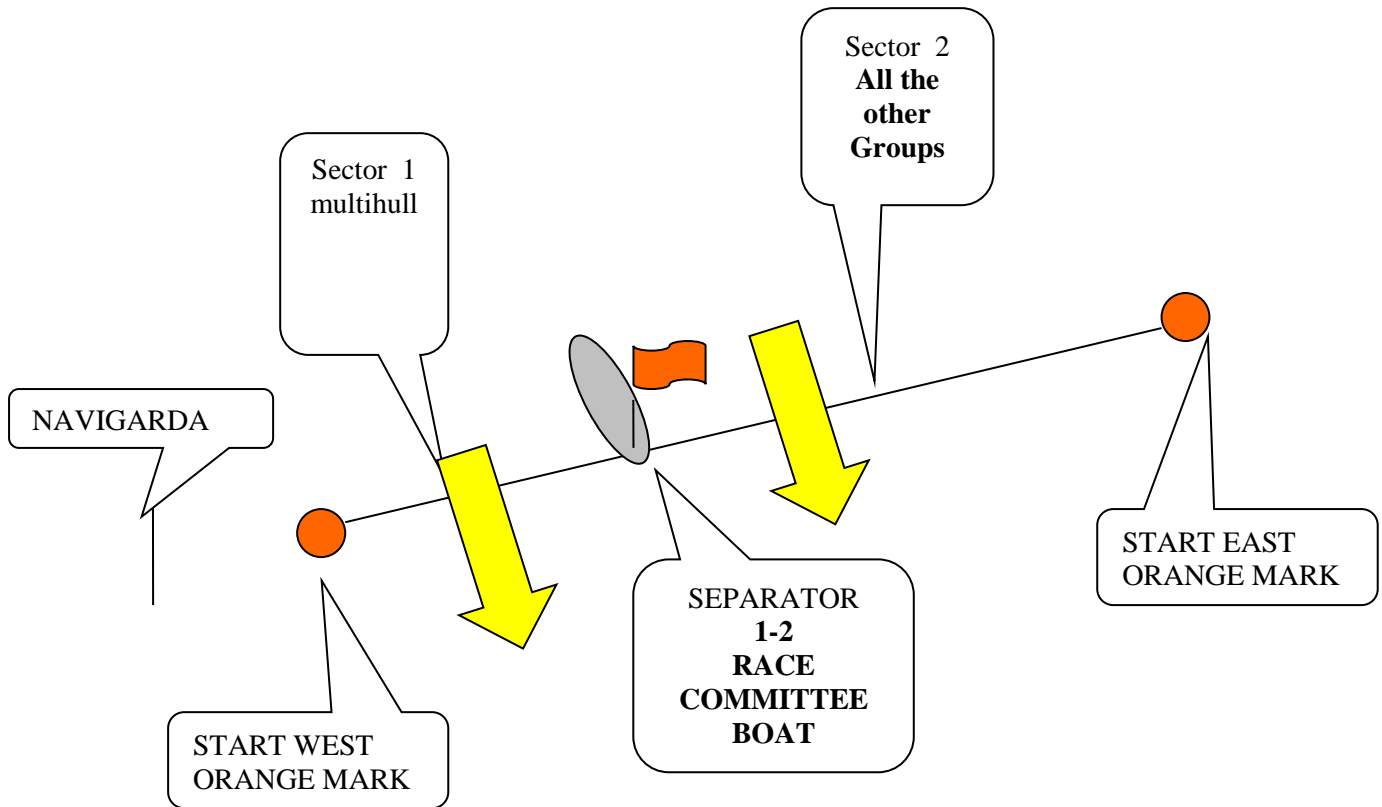 Sector 2
All the
other
Groups
Sector 1
multihull
NAVIGARDA
START EAST
ORANGE MARK
SEPARATOR
1-2
RACE
COMMITTEE
BOAT
START WEST
ORANGE MARK